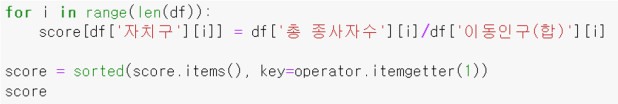 for i in range(len(df)):
    score[df['자치구'][i]] = df['총 종사자수'][i]/df['이동인구(합)'][i]

score = sorted(score.items(), key=operator.itemgetter(1))
score